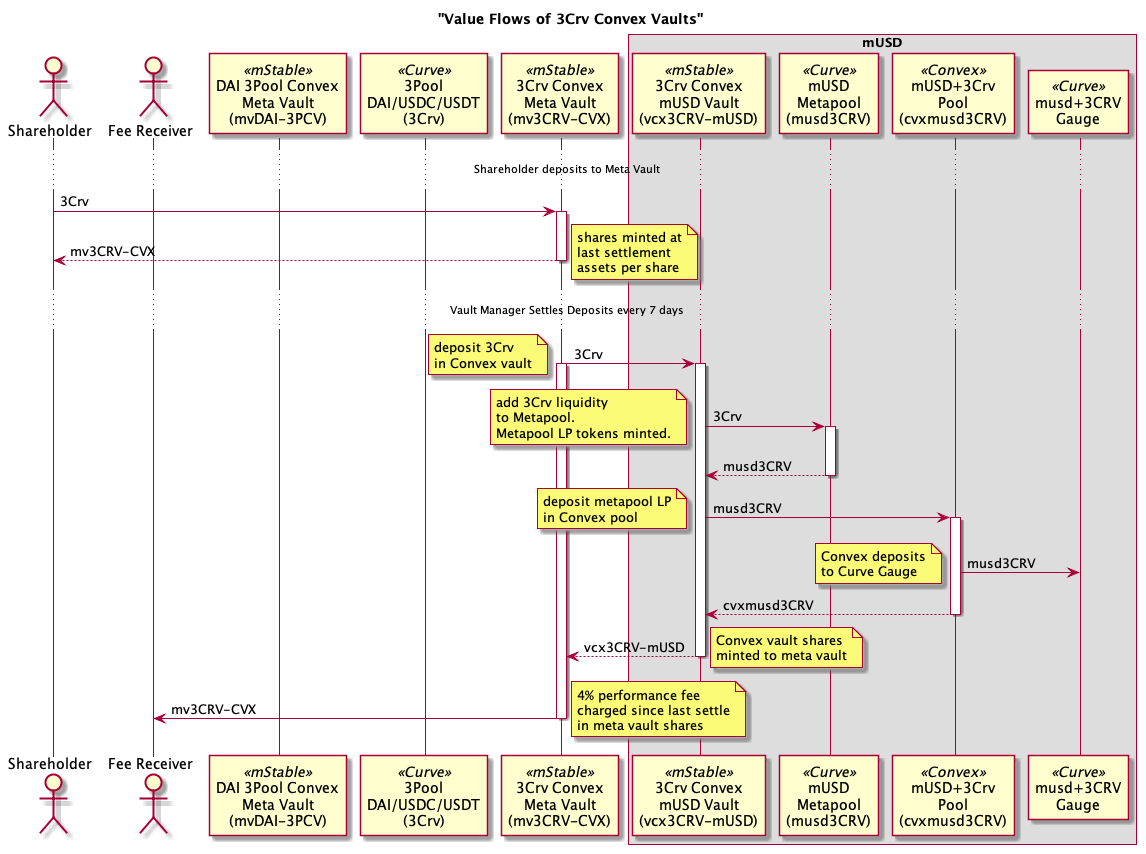 "Value Flows of 3Crv Convex Vaults"
mUSD
Shareholder
Fee Receiver
«mStable»
DAI 3Pool Convex
Meta Vault
(mvDAI-3PCV)
«Curve»
3Pool
DAI/USDC/USDT
(3Crv)
«mStable»
3Crv Convex
Meta Vault
(mv3CRV-CVX)
«mStable»
3Crv Convex
mUSD Vault
(vcx3CRV-mUSD)
«Curve»
mUSD
Metapool
(musd3CRV)
«Convex»
mUSD+3Crv
Pool
(cvxmusd3CRV)
«Curve»
musd+3CRV
Gauge
Shareholder deposits to Meta Vault
3Crv
shares minted at
last settlement
assets per share
mv3CRV-CVX
Vault Manager Settles Deposits every 7 days
deposit 3Crv
in Convex vault
3Crv
add 3Crv liquidity
to Metapool.
Metapool LP tokens minted.
3Crv
musd3CRV
deposit metapool LP
in Convex pool
musd3CRV
Convex deposits
to Curve Gauge
musd3CRV
cvxmusd3CRV
Convex vault shares
minted to meta vault
vcx3CRV-mUSD
4% performance fee
charged since last settle
in meta vault shares
mv3CRV-CVX
Shareholder
Fee Receiver
«mStable»
DAI 3Pool Convex
Meta Vault
(mvDAI-3PCV)
«Curve»
3Pool
DAI/USDC/USDT
(3Crv)
«mStable»
3Crv Convex
Meta Vault
(mv3CRV-CVX)
«mStable»
3Crv Convex
mUSD Vault
(vcx3CRV-mUSD)
«Curve»
mUSD
Metapool
(musd3CRV)
«Convex»
mUSD+3Crv
Pool
(cvxmusd3CRV)
«Curve»
musd+3CRV
Gauge